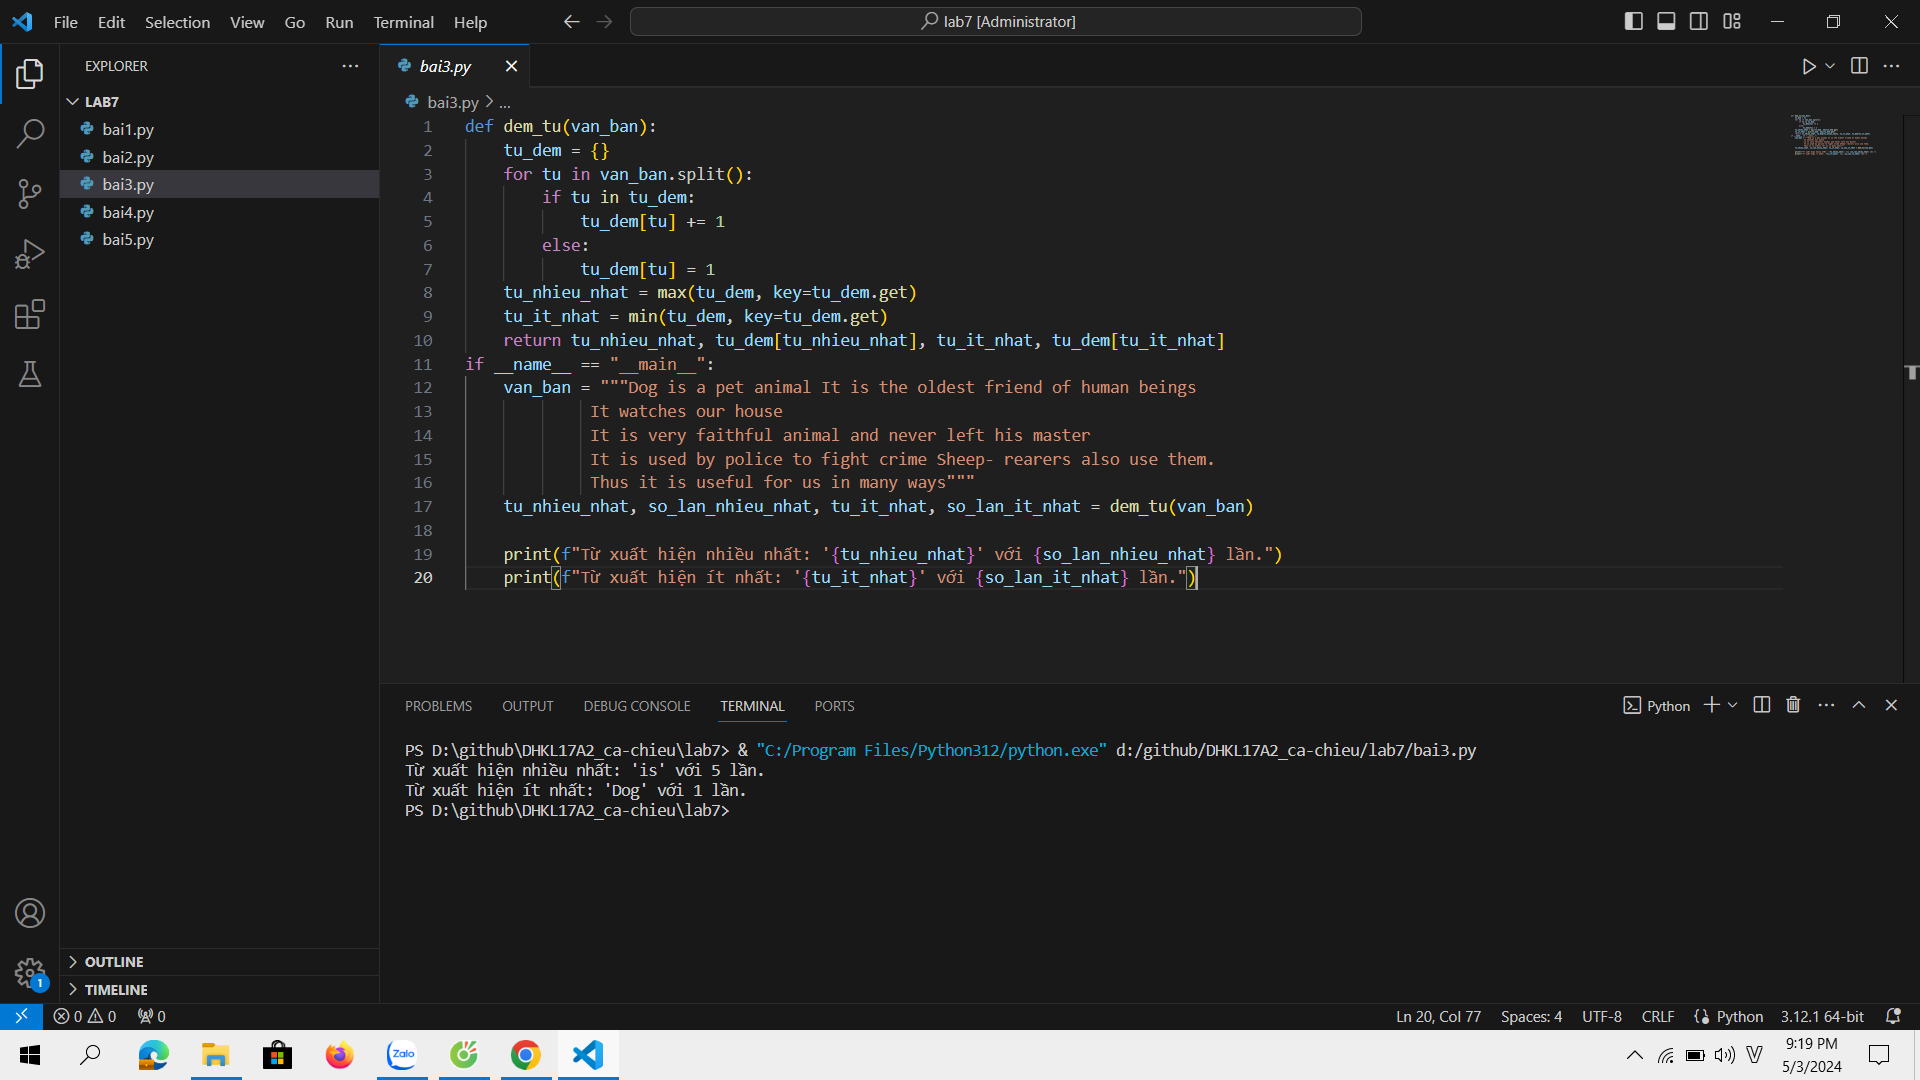 File Edit Selection View Go Run Terminal Help
lab7 [Administrator]
EXPLORER
LAB7
bai1.py
bai2.py
bai3.py
bai4.py
bai5.py
OUTLINE
TIMELINE
bai3.py
bai3.py > ...
1 def dem_tu(van_ban):
2 tu_dem = {}
3 for tu in van_ban.split():
4 if tu in tu_dem:
5 tu_dem[tu] += 1
6 else:
7 tu_dem[tu] = 1
8 tu_nhieu_nhat = max(tu_dem, key=tu_dem.get)
9 tu_it_nhat = min(tu_dem, key=tu_dem.get)
10 return tu_nhieu_nhat, tu_dem[tu_nhieu_nhat], tu_it_nhat, tu_dem[tu_it_nhat]
11 if __name__ == "__main__":
12 van_ban = """Dog is a pet animal It is the oldest friend of human beings
13 It watches our house
14 It is very faithful animal and never left his master
15 It is used by police to fight crime Sheep- rearers also use them.
16 Thus it is useful for us in many ways"""
17 tu_nhieu_nhat, so_lan_nhieu_nhat, tu_it_nhat, so_lan_it_nhat = dem_tu(van_ban)
18
19 print(f"Từ xuất hiện nhiều nhất: '{tu_nhieu_nhat}' với {so_lan_nhieu_nhat} lần.")
20 print(f"Từ xuất hiện ít nhất: '{tu_it_nhat}' với {so_lan_it_nhat} lần.")
PROBLEMS OUTPUT DEBUG CONSOLE TERMINAL PORTS
Python
PS D:\github\DHKL17A2_ca-chieu\lab7> & "C:/Program Files/Python312/python.exe" d:/github/DHKL17A2_ca-chieu/lab7/bai3.py
Từ xuất hiện nhiều nhất: 'is' với 5 lần.
Từ xuất hiện ít nhất: 'Dog' với 1 lần.
PS D:\github\DHKL17A2_ca-chieu\lab7>
1
0 0 0
Ln 20, Col 77 Spaces: 4 UTF-8 CRLF Python 3.12.1 64-bit
Zalo
V
9:19 PM
5/3/2024